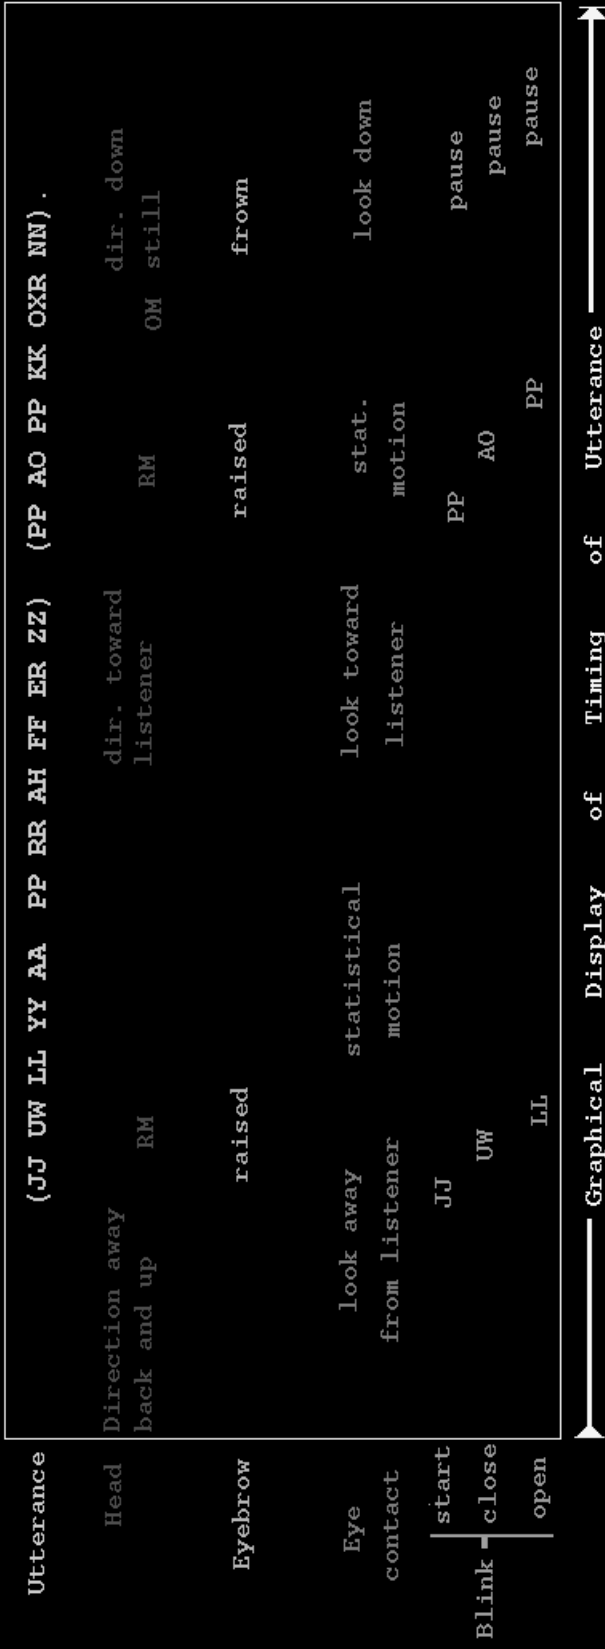 Utterance (JJ UW LL YY AA PP RR AH FF ER ZZ) (PP AO PP KK OXR NN).
Head Direction away dir. toward dir. down
back and up RM listener RM OM still
Eyebrow raised raised frown
Eye look away statistical look toward stat. look down
contact from listener motion listener motion
start JJ PP pause
Blink close UW AO pause
open LL PP pause
Graphical Display of Timing of Utterance